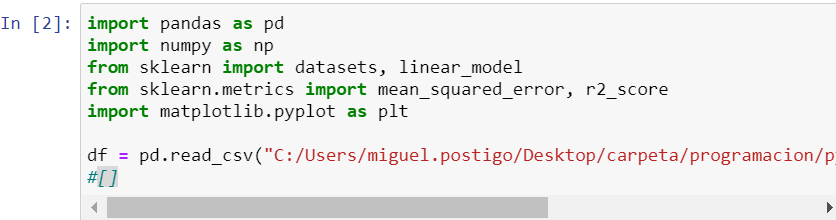 In [2]:
import pandas as pd
import numpy as np
from sklearn import datasets, linear_model
from sklearn.metrics import mean_squared_error, r2_score
import matplotlib.pyplot as plt
df = pd.read_csv("C:/Users/miguel.postigo/Desktop/carpeta/programacion/
#[]